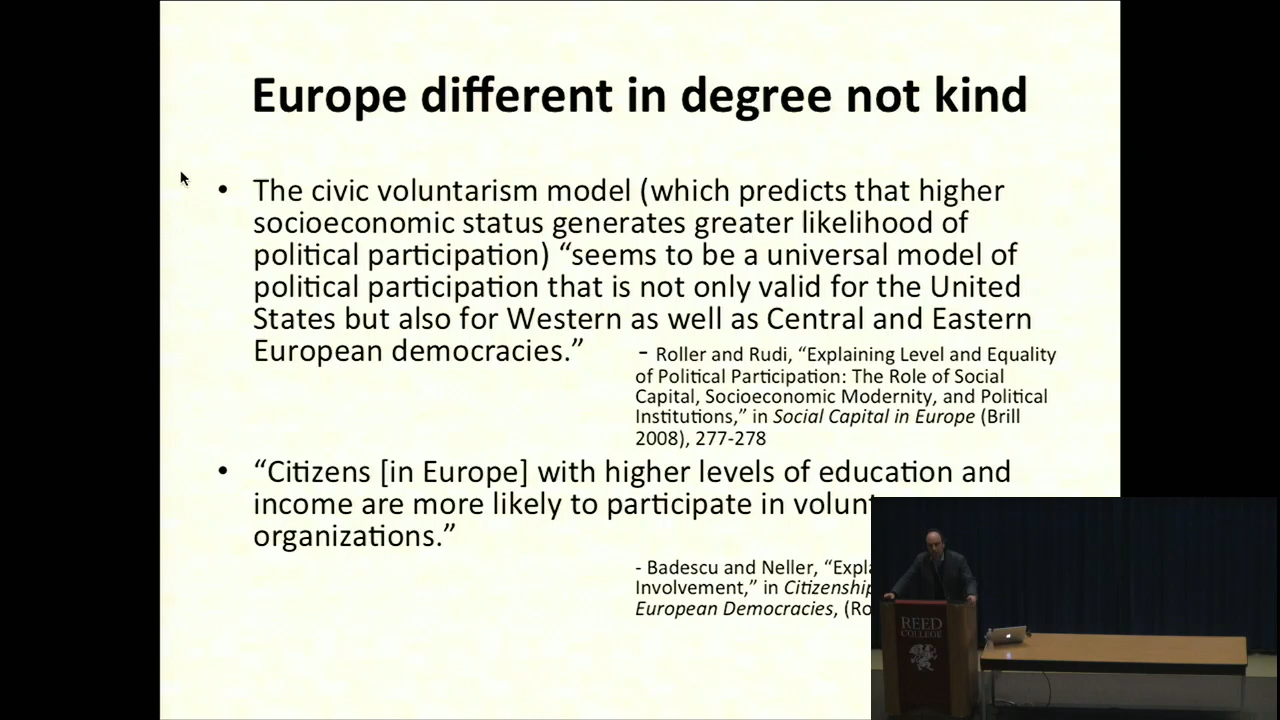 Europe different in degree not kind
• The civic voluntarism model (which predicts that higher
socioeconomic status generates greater likelihood of
political participation) “seems to be a universal model of
political participation that is not only valid for the United
States but also for Western as well as Central and Eastern
European democracies.”
- Roller and Rudi, “Explaining Level and Equality
of Political Participation: The Role of Social
Capital, Socioeconomic Modernity, and Political
Institutions,” in Social Capital in Europe (Brill
2008), 277-278
• “Citizens [in Europe] with higher levels of education and
income are more likely to participate in
organizations.”
- Badescu and Neller,
Involvement,” in Citizenship
European Democracies,
REED
COLLEGE